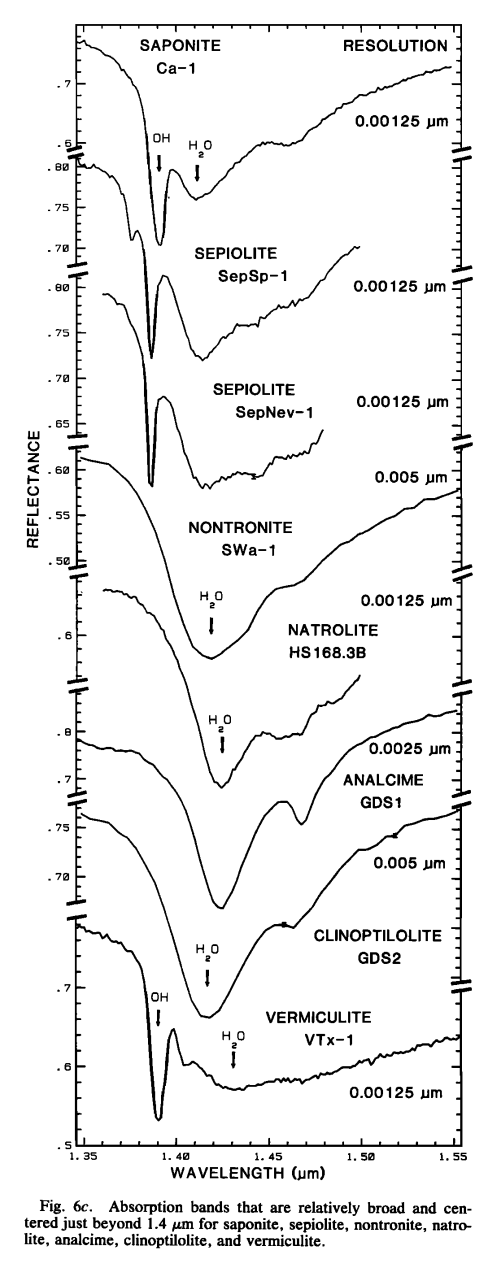 SAPONITE RESOLUTION
Ca-1
.7
0.00125 µm
OH
H2O
.6
.80
.75
SEPIOLITE
.70
SepSp-1
0.00125 µm
.80
.75
SEPIOLITE
.70
SepNev-1
0.00125 µm
.65
REFLECTANCE
.60
0.005 µm
.55
NONTRONITE
SWa-1
.50
0.00125 µm
H2O
NATROLITE
.6
HS168.3B
H2O
.8
0.0025 µm
.7
ANALCIME
GDS1
.75
0.005 µm
.70
CLINOPTILOLITE
H2O
GDS2
.7
OH
VERMICULITE
H2O
VTx-1
.6
0.00125 µm
.5
1.35 1.40 1.45 1.50 1.55
WAVELENGTH (µm)
Fig. 6c. Absorption bands that are relatively broad and cen-
tered just beyond 1.4 µm for saponite, sepiolite, nontronite, natro-
lite, analcime, clinoptilolite, and vermiculite.